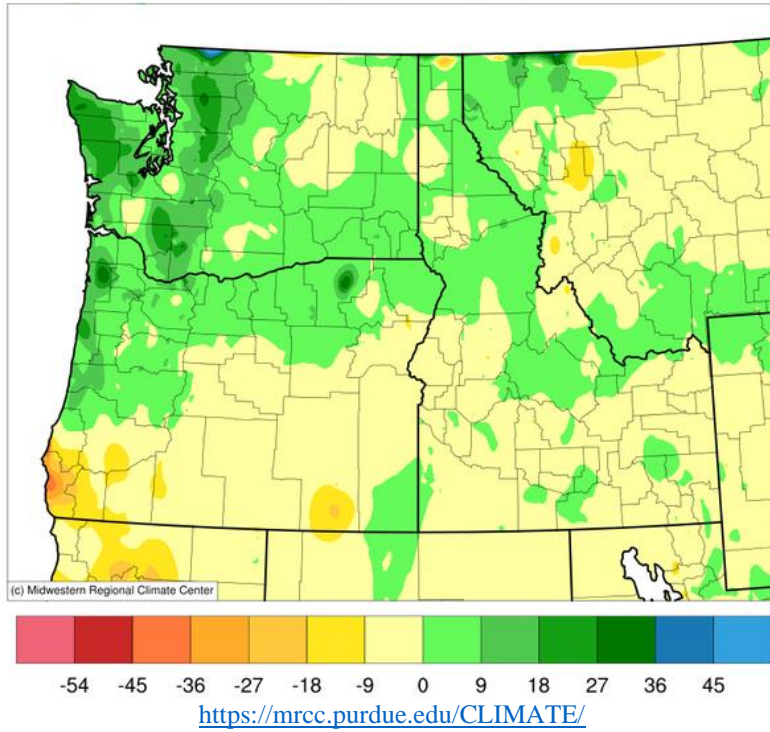 (c) Midwestern Regional Climate Center
-54 -45 -36 -27 -18 -9 0 9 18 27 36 45
https://mrcc.purdue.edu/CLIMATE/